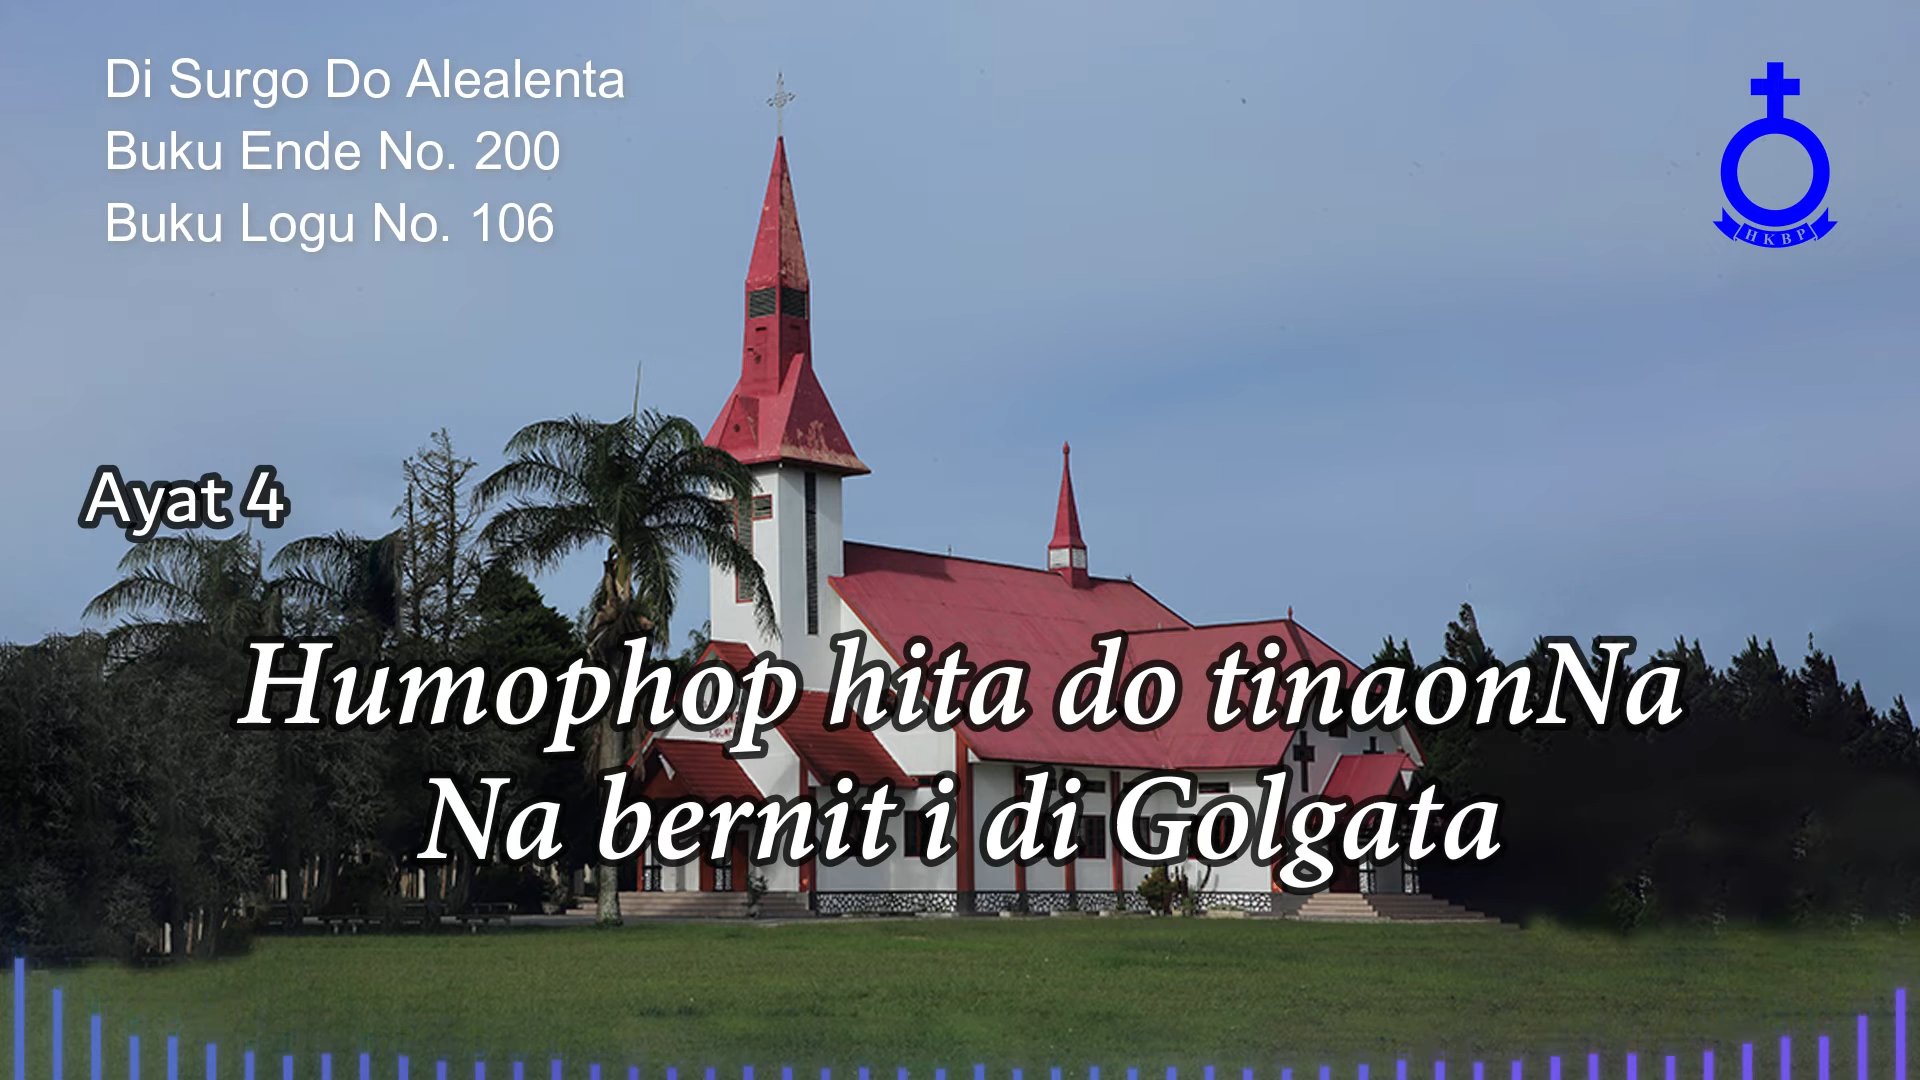 Di Surgo Do Alealenta
Buku Ende No. 200
Buku Logu No. 106
HKBP
Ayat 4
Humophop hita do tinaonNa
Na bernit i di Golgata